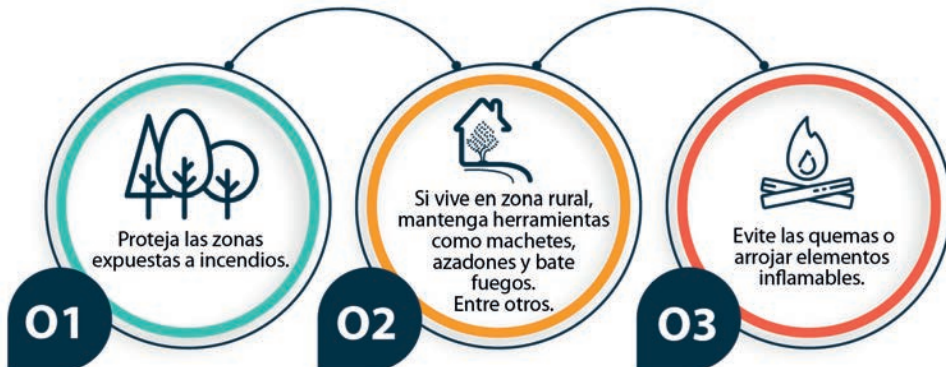 Proteja las zonas
expuestas a incendios.
01
Si vive en zona rural,
mantenga herramientas
como machetes,
azadones y bate
fuegos.
Entre otros.
02
Evite las quemas o
arrojar elementos
inflamables.
03